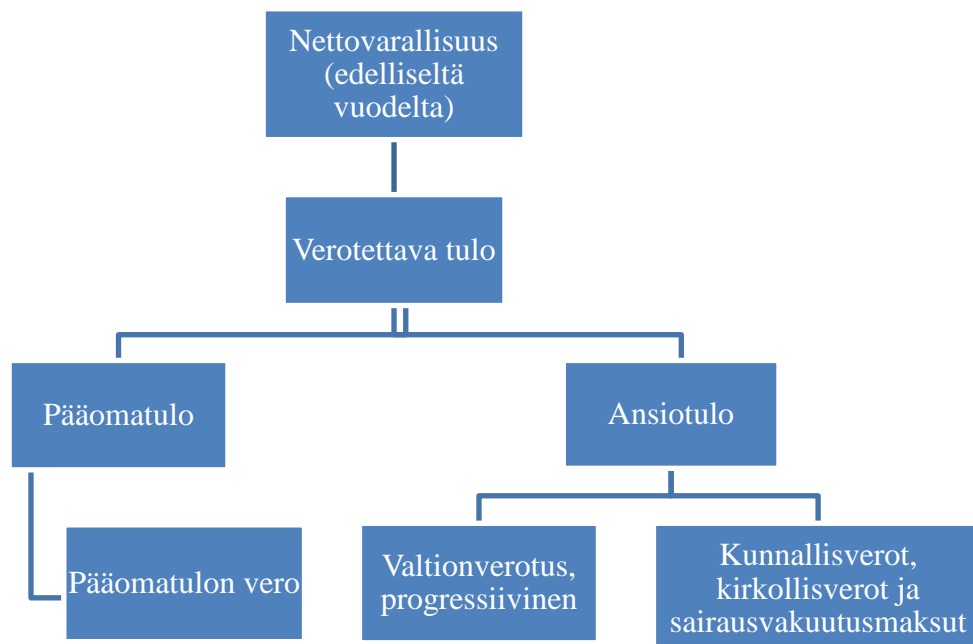 Nettovarallisuus
(edelliseltä
vuodelta)
Verotettava tulo
Pääomatulo
Ansiotulo
Pääomatulon vero
Valtionverotus,
progressiivinen
Kunnallisverot,
kirkollisverot ja
sairausvakuutusmaksut